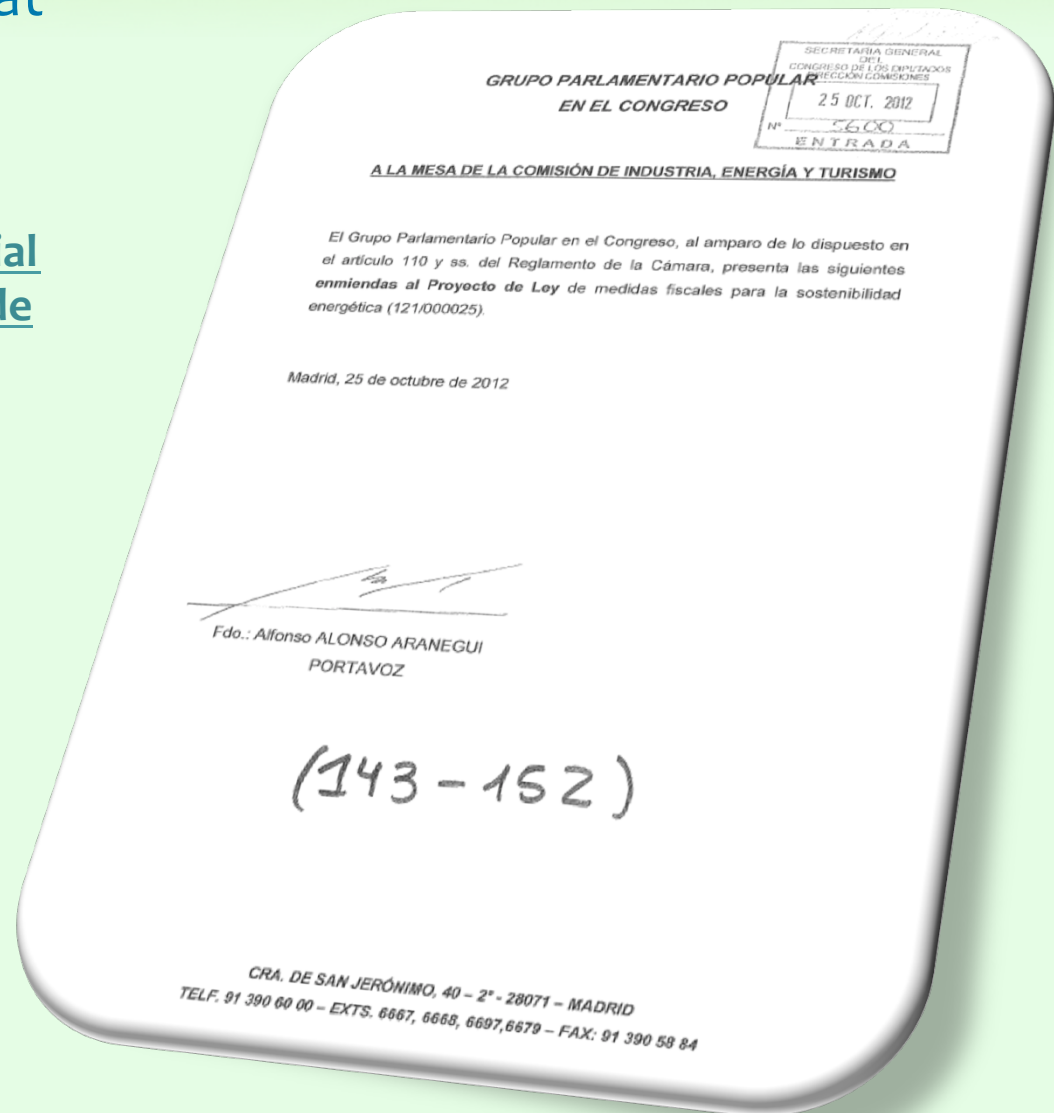 at
ial
de
SECRETARIA GENERAL
DEL
CONGRESO DE LOS DIPUTADOS
DIRECCION COMISIONES
25 OCT. 2012
Nº 5600
ENTRADA
GRUPO PARLAMENTARIO POPULAR
EN EL CONGRESO
A LA MESA DE LA COMISIÓN DE INDUSTRIA, ENERGÍA Y TURISMO
El Grupo Parlamentario Popular en el Congreso, al amparo de lo dispuesto en
el artículo 110 y ss. del Reglamento de la Cámara, presenta las siguientes
enmiendas al Proyecto de Ley de medidas fiscales para la sostenibilidad
energética (121/000025).
Madrid, 25 de octubre de 2012
Fdo.: Alfonso ALONSO ARANEGUI
PORTAVOZ
(143-152)
CRA. DE SAN JERÓNIMO, 40 – 2º - 28071 – MADRID
TELF. 91 390 60 00 – EXTS. 6667, 6668, 6697,6679 – FAX: 91 390 58 84